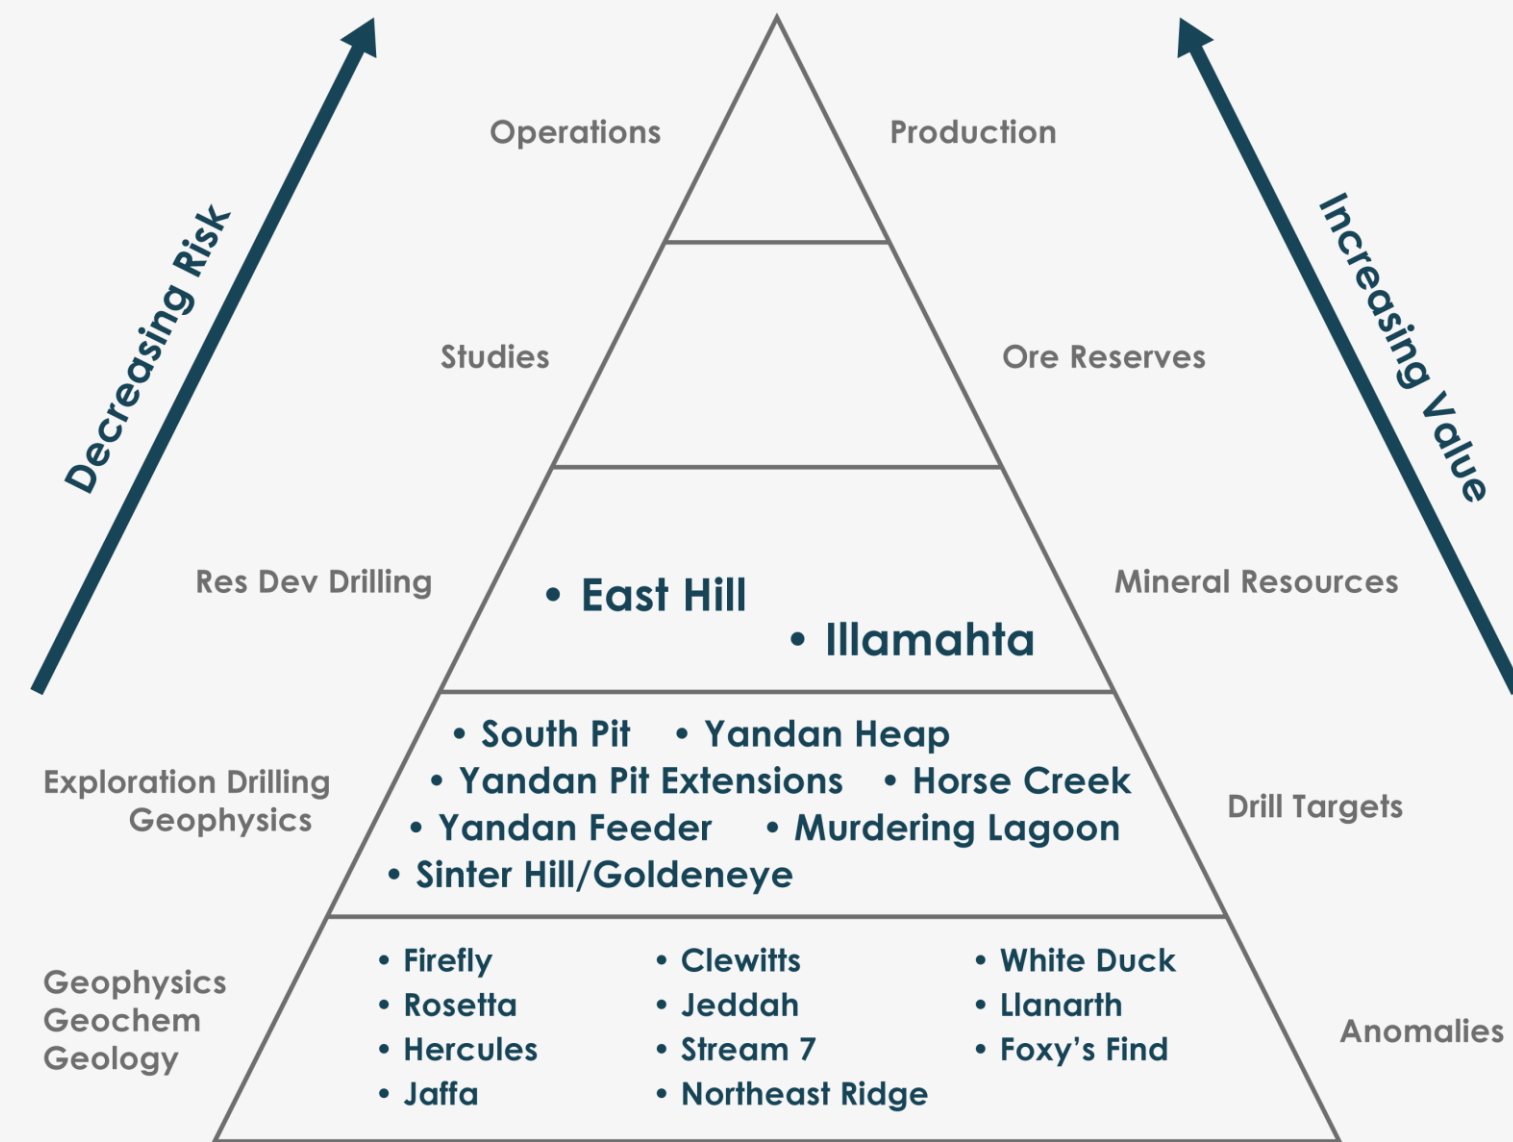 Operations
Production
Decreasing Risk
Increasing Value
Studies
Ore Reserves
Res Dev Drilling
• East Hill
• Illamahta
Mineral Resources
• South Pit • Yandan Heap
• Yandan Pit Extensions • Horse Creek
• Yandan Feeder • Murdering Lagoon
• Sinter Hill/Goldeneye
Exploration Drilling
Geophysics
Drill Targets
Geophysics
Geochem
Geology
• Firefly
• Rosetta
• Hercules
• Jaffa
• Clewitts
• Jeddah
• Stream 7
• Northeast Ridge
• White Duck
• Llanarth
• Foxy’s Find
Anomalies